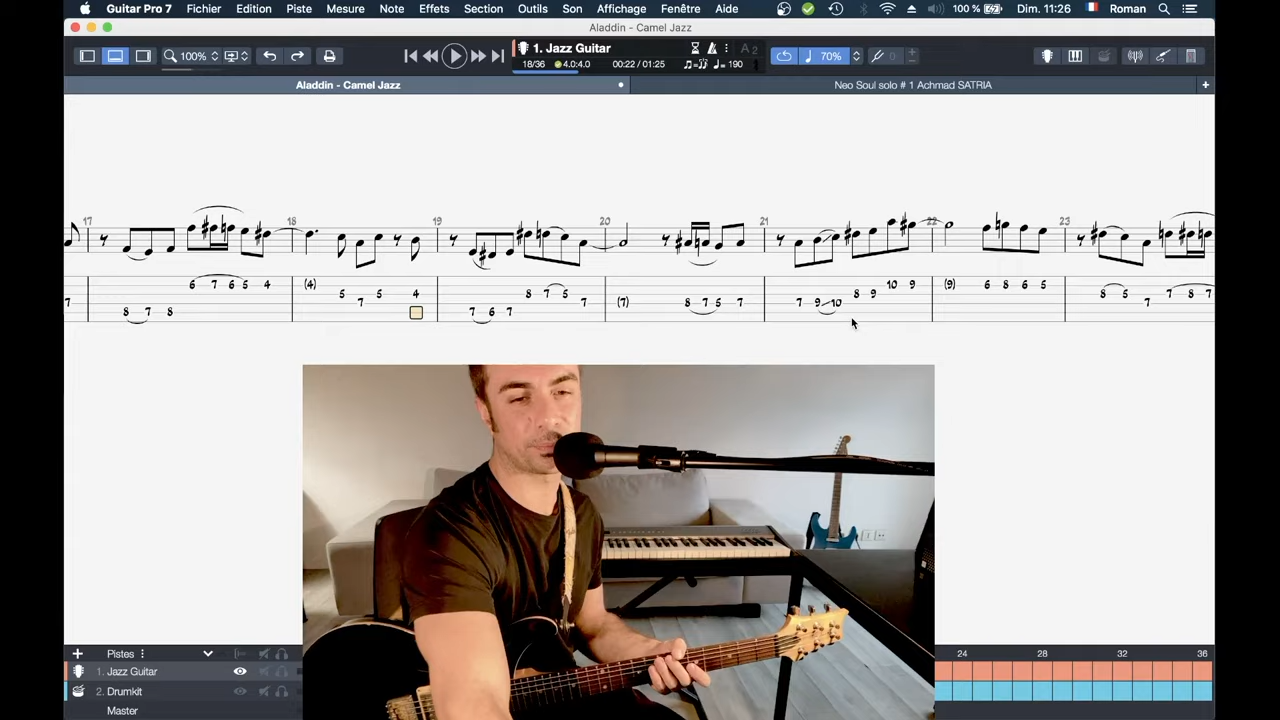 Guitar Pro 7 Fichier Edition Piste Mesure Note Effets Section Outils Son Affichage Fenêtre Aide 100 % Dim. 11:26 Roman
Aladdin - Camel Jazz
100% 1. Jazz Guitar 70%
18/36 4.0:4.0 00:22 / 01:25 = 190
Aladdin - Camel Jazz Neo Soul solo # 1 Achmad SATRIA
17 18 19 20 21 22 23
6 7 6 5 4 (4) (9) 6 8 6 5
5 5 4 8 7 5 8 9 10 9 8 5 7 8 7
7 7 7 (7) 8 7 5 7 7 9 10 7
8 7 8 7 6 7
Pistes 24 28 32 36
1. Jazz Guitar
2. Drumkit
Master